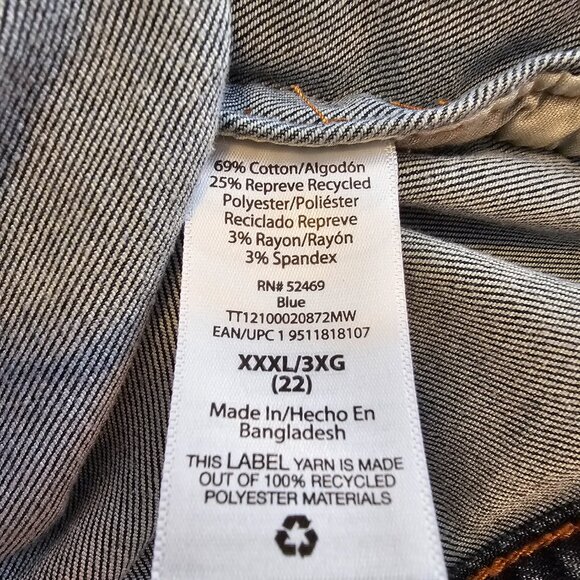 69% Cotton/Algodón
25% Repreve Recycled
Polyester/Poliéster
Reciclado Repreve
3% Rayon/Rayón
3% Spandex
RN# 52469
Blue
TT12100020872MW
EAN/UPC 1 9511818107
XXXL/3XG
(22)
Made In/Hecho En
Bangladesh
THIS LABEL YARN IS MADE
OUT OF 100% RECYCLED
POLYESTER MATERIALS